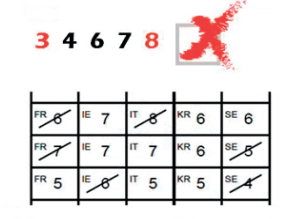 3 4 6 7 8
FR 6 IE 7 IT 8 KR 6 SE 6
FR 7 IE 7 IT 7 KR 6 SE 5
FR 5 IE 6 IT 5 KR 5 SE 4